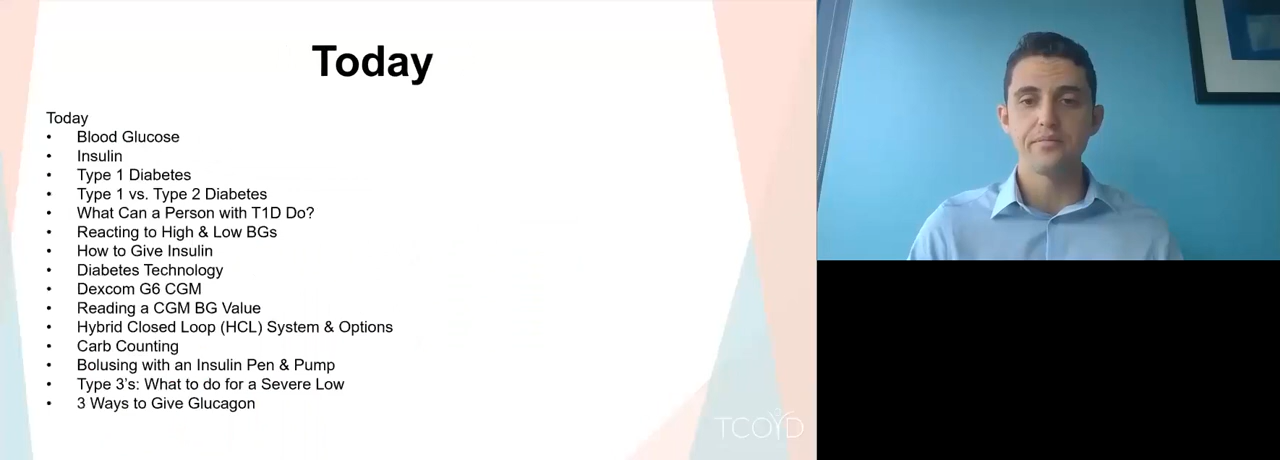 Today
Today
• Blood Glucose
• Insulin
• Type 1 Diabetes
• Type 1 vs. Type 2 Diabetes
• What Can a Person with T1D Do?
• Reacting to High & Low BGs
• How to Give Insulin
• Diabetes Technology
• Dexcom G6 CGM
• Reading a CGM BG Value
• Hybrid Closed Loop (HCL) System & Options
• Carb Counting
• Bolusing with an Insulin Pen & Pump
• Type 3's: What to do for a Severe Low
• 3 Ways to Give Glucagon
TCOYD